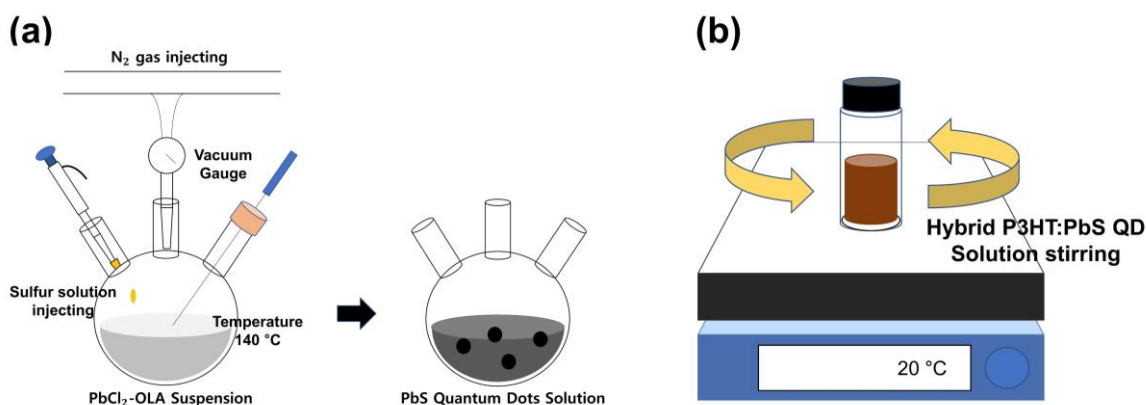 (a)
N₂ gas injecting
Vacuum
Gauge
Sulfur solution
injecting
Temperature
140 °C
PbCl₂-OLA Suspension
PbS Quantum Dots Solution
(b)
Hybrid P3HT:PbS QD
Solution stirring
20 °C